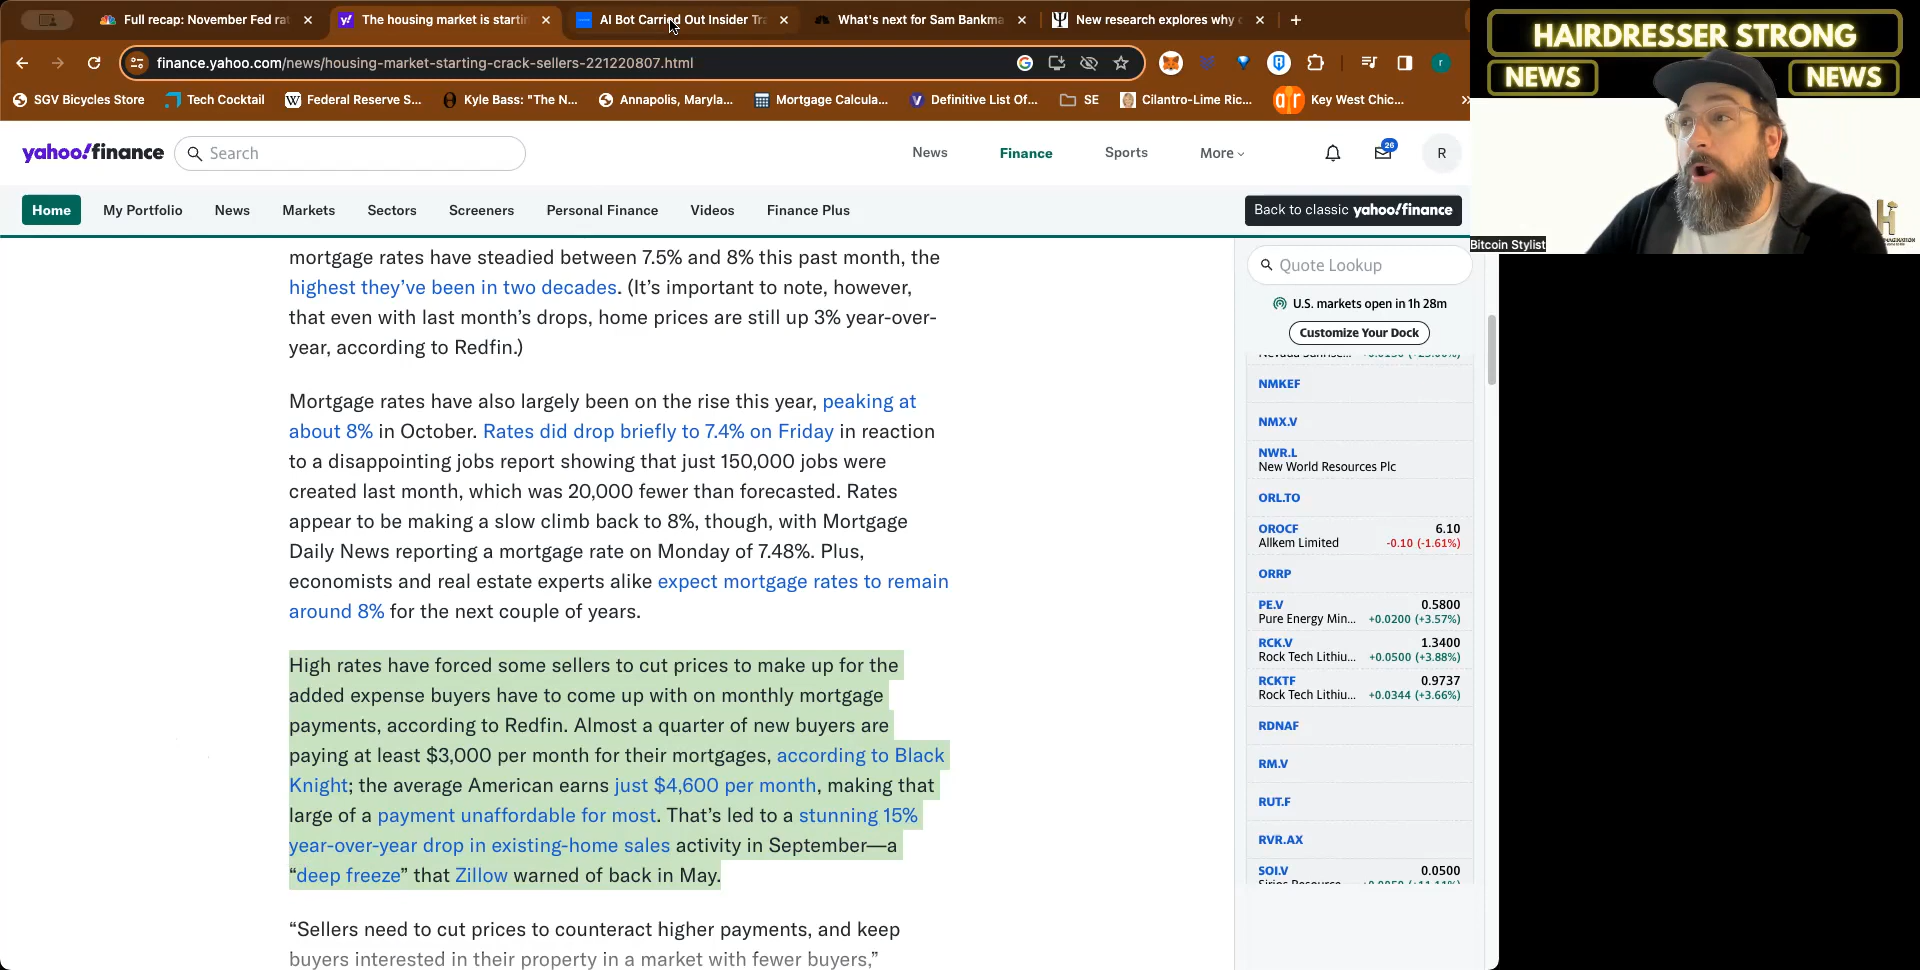 Full recap: November Fed rat
The housing market is startin
AI Bot Carried Out Insider Tra
What's next for Sam Bankma
New research explores why
finance.yahoo.com/news/housing-market-starting-crack-sellers-221220807.html
SGV Bicycles Store
Tech Cocktail
Federal Reserve S...
Kyle Bass: "The N...
Annapolis, Maryla...
Mortgage Calcula...
Definitive List Of...
SE
Cilantro-Lime Ric...
Key West Chic...
HAIRDRESSER STRONG
NEWS
NEWS
Bitcoin Stylist
yahoo!finance
Search
News
Finance
Sports
More
26
R
Home
My Portfolio
News
Markets
Sectors
Screeners
Personal Finance
Videos
Finance Plus
Back to classic yahoo!finance
mortgage rates have steadied between 7.5% and 8% this past month, the
highest they’ve been in two decades. (It’s important to note, however,
that even with last month’s drops, home prices are still up 3% year-over-
year, according to Redfin.)
Mortgage rates have also largely been on the rise this year, peaking at
about 8% in October. Rates did drop briefly to 7.4% on Friday in reaction
to a disappointing jobs report showing that just 150,000 jobs were
created last month, which was 20,000 fewer than forecasted. Rates
appear to be making a slow climb back to 8%, though, with Mortgage
Daily News reporting a mortgage rate on Monday of 7.48%. Plus,
economists and real estate experts alike expect mortgage rates to remain
around 8% for the next couple of years.
High rates have forced some sellers to cut prices to make up for the
added expense buyers have to come up with on monthly mortgage
payments, according to Redfin. Almost a quarter of new buyers are
paying at least $3,000 per month for their mortgages, according to Black
Knight; the average American earns just $4,600 per month, making that
large of a payment unaffordable for most. That’s led to a stunning 15%
year-over-year drop in existing-home sales activity in September—a
“deep freeze” that Zillow warned of back in May.
“Sellers need to cut prices to counteract higher payments, and keep
buyers interested in their property in a market with fewer buyers,”
Quote Lookup
U.S. markets open in 1h 28m
Customize Your Dock
NMKEF
NMX.V
NWR.L
New World Resources Plc
ORL.TO
OROCF 6.10
Allkem Limited -0.10 (-1.61%)
ORRP
PE.V 0.5800
Pure Energy Min... +0.0200 (+3.57%)
RCK.V 1.3400
Rock Tech Lithiu... +0.0500 (+3.88%)
RCKTF 0.9737
Rock Tech Lithiu... +0.0344 (+3.66%)
RDNAF
RM.V
RUT.F
RVR.AX
SOI.V 0.0500